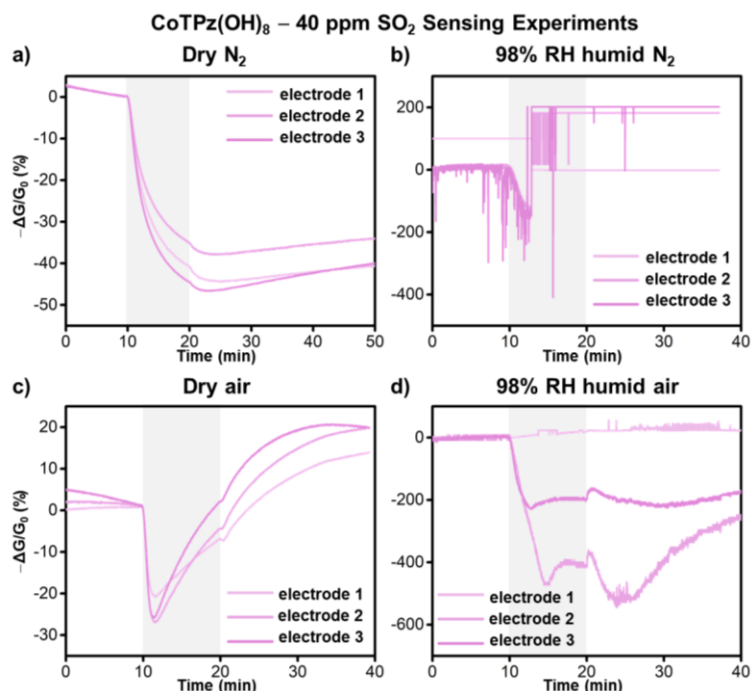 CoTPz(OH)₈ – 40 ppm SO₂ Sensing Experiments
a) Dry N₂
−ΔG/G₀ (%)
0
-10
-20
-30
-40
-50
electrode 1
electrode 2
electrode 3
0 10 20 30 40 50
Time (min)
b) 98% RH humid N₂
−ΔG/G₀ (%)
200
0
-200
-400
electrode 1
electrode 2
electrode 3
0 10 20 30 40
Time (min)
c) Dry air
−ΔG/G₀ (%)
20
10
0
-10
-20
-30
electrode 1
electrode 2
electrode 3
0 10 20 30 40
Time (min)
d) 98% RH humid air
−ΔG/G₀ (%)
0
-200
-400
-600
electrode 1
electrode 2
electrode 3
0 10 20 30 40
Time (min)